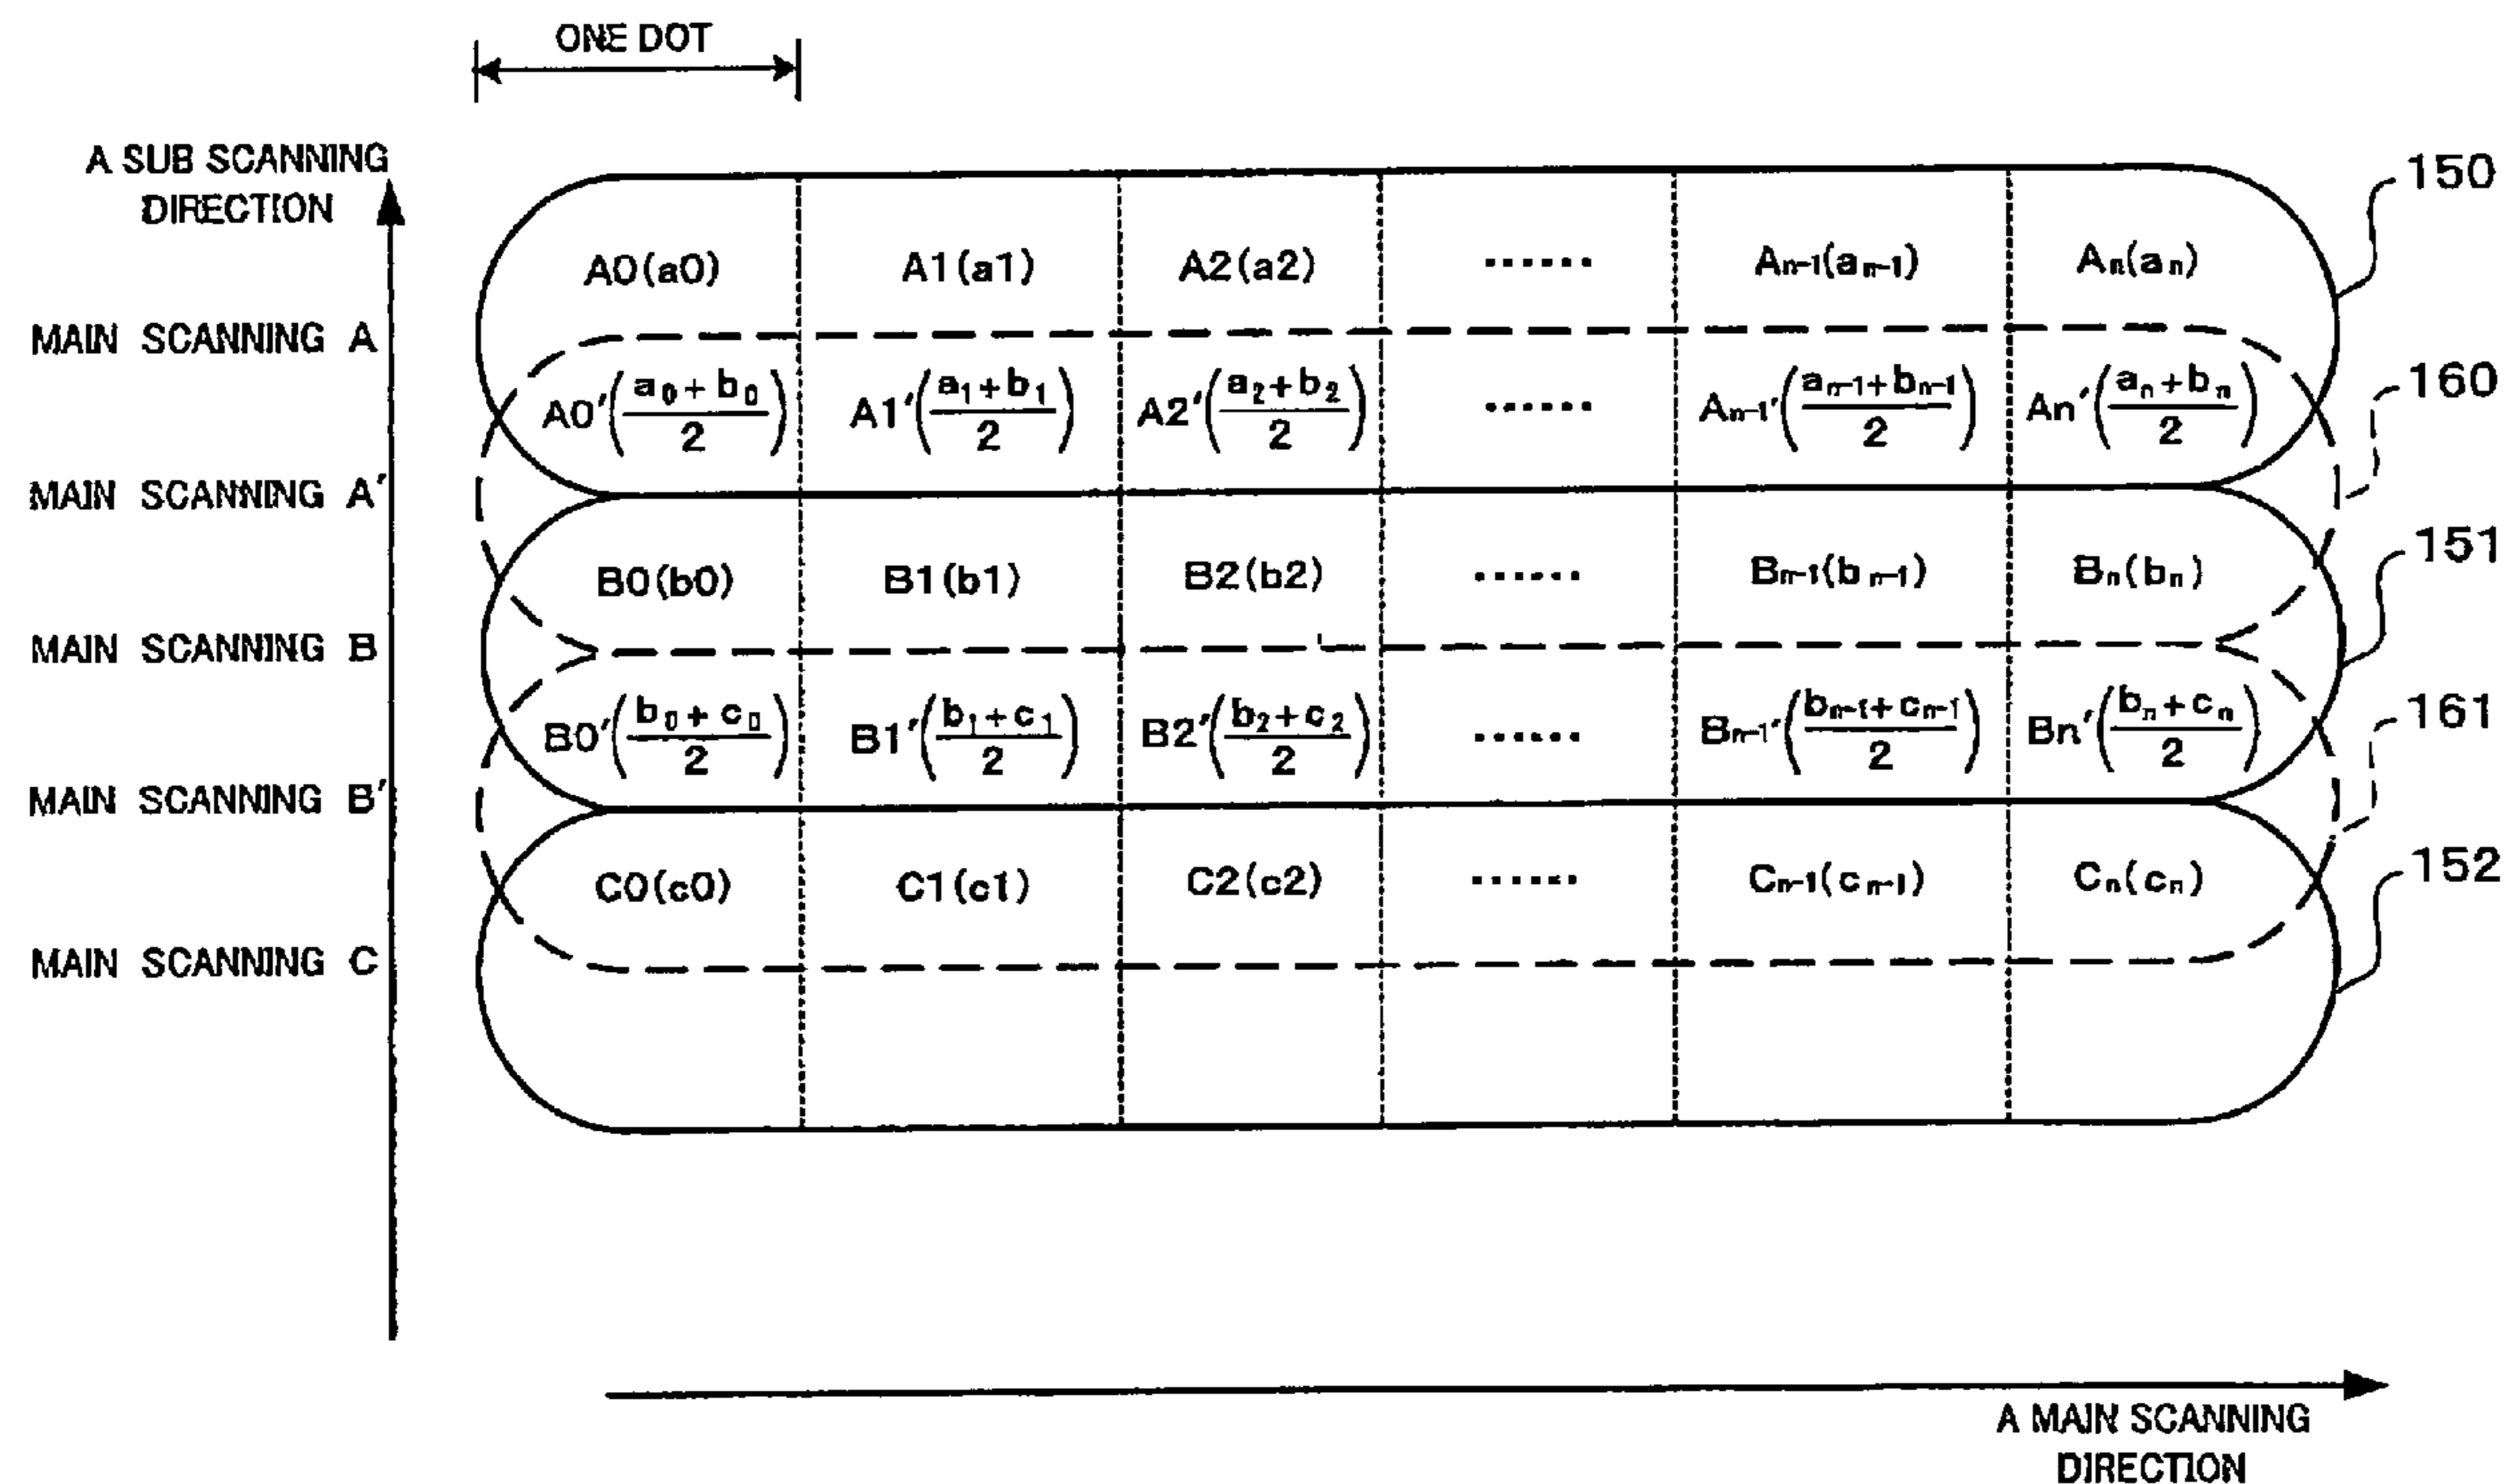 ONE DOT
A SUB SCANNING
DIRECTION
150
A0(a0) A1(a1) A2(a2) ...... An-1(an-1) An(an)
MAIN SCANNING A
160
A0′((a0+b0)/2) A1′((a1+b1)/2) A2′((a2+b2)/2) ...... An-1′((an-1+bn-1)/2) An′((an+bn)/2)
MAIN SCANNING A′
151
B0(b0) B1(b1) B2(b2) ...... Bn-1(bn-1) Bn(bn)
MAIN SCANNING B
161
B0′((b0+c0)/2) B1′((b1+c1)/2) B2′((b2+c2)/2) ...... Bn-1′((bn-1+cn-1)/2) Bn′((bn+cn)/2)
MAIN SCANNING B′
152
C0(c0) C1(c1) C2(c2) ...... Cn-1(cn-1) Cn(cn)
MAIN SCANNING C
A MAIN SCANNING
DIRECTION